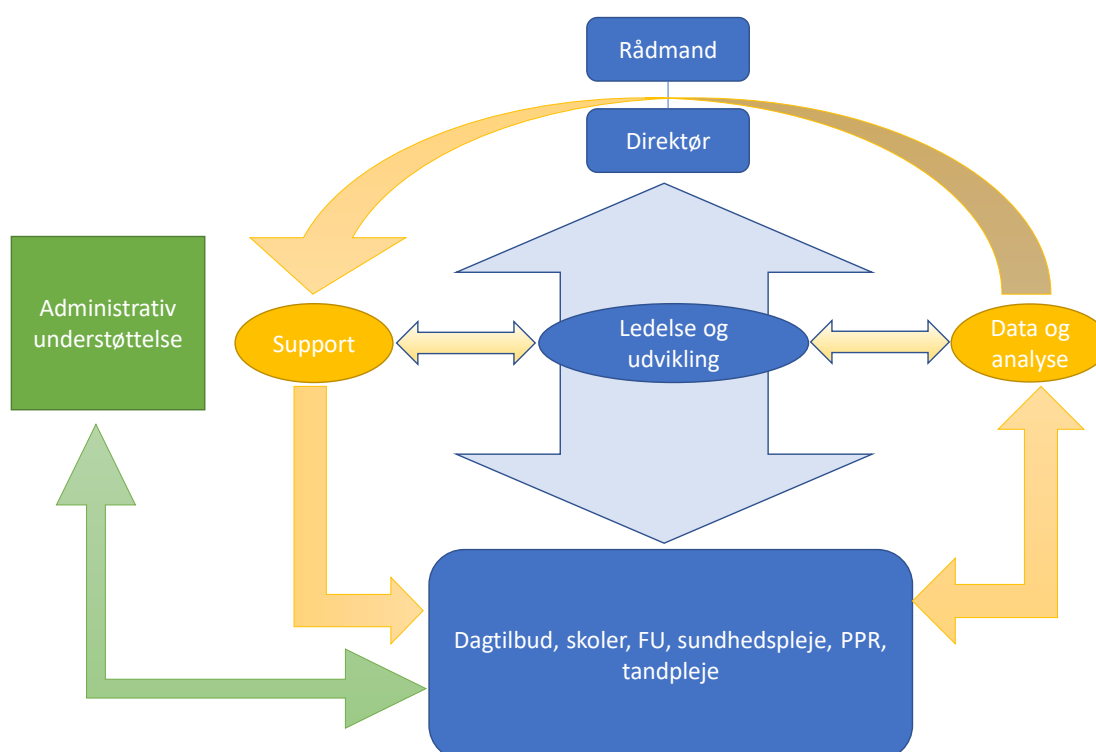 Rådmand
Direktør
Administrativ
understøttelse
Support
Ledelse og
udvikling
Data og
analyse
Dagtilbud, skoler, FU, sundhedspleje, PPR,
tandpleje